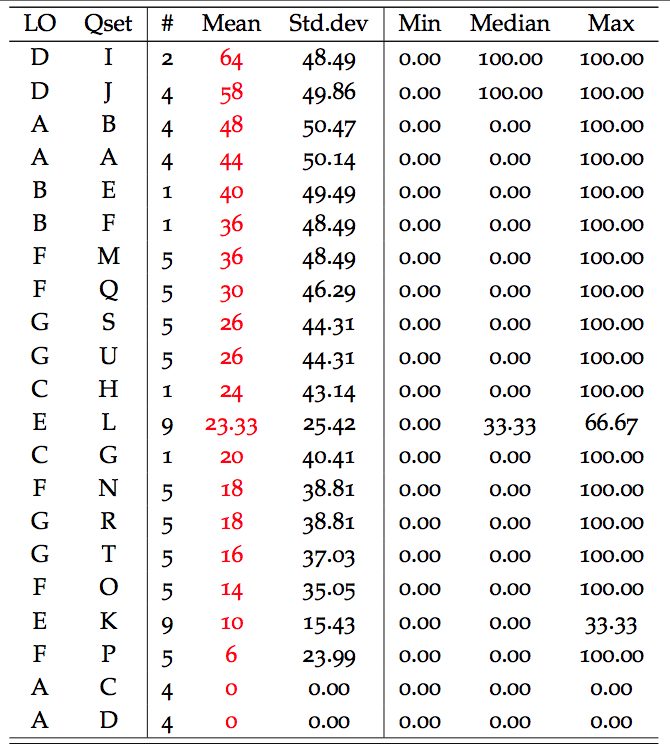 LO Qset # Mean Std.dev Min Median Max
D I 2 64 48.49 0.00 100.00 100.00
D J 4 58 49.86 0.00 100.00 100.00
A B 4 48 50.47 0.00 0.00 100.00
A A 4 44 50.14 0.00 0.00 100.00
B E 1 40 49.49 0.00 0.00 100.00
B F 1 36 48.49 0.00 0.00 100.00
F M 5 36 48.49 0.00 0.00 100.00
F Q 5 30 46.29 0.00 0.00 100.00
G S 5 26 44.31 0.00 0.00 100.00
G U 5 26 44.31 0.00 0.00 100.00
C H 1 24 43.14 0.00 0.00 100.00
E L 9 23.33 25.42 0.00 33.33 66.67
C G 1 20 40.41 0.00 0.00 100.00
F N 5 18 38.81 0.00 0.00 100.00
G R 5 18 38.81 0.00 0.00 100.00
G T 5 16 37.03 0.00 0.00 100.00
F O 5 14 35.05 0.00 0.00 100.00
E K 9 10 15.43 0.00 0.00 33.33
F P 5 6 23.99 0.00 0.00 100.00
A C 4 0 0.00 0.00 0.00 0.00
A D 4 0 0.00 0.00 0.00 0.00